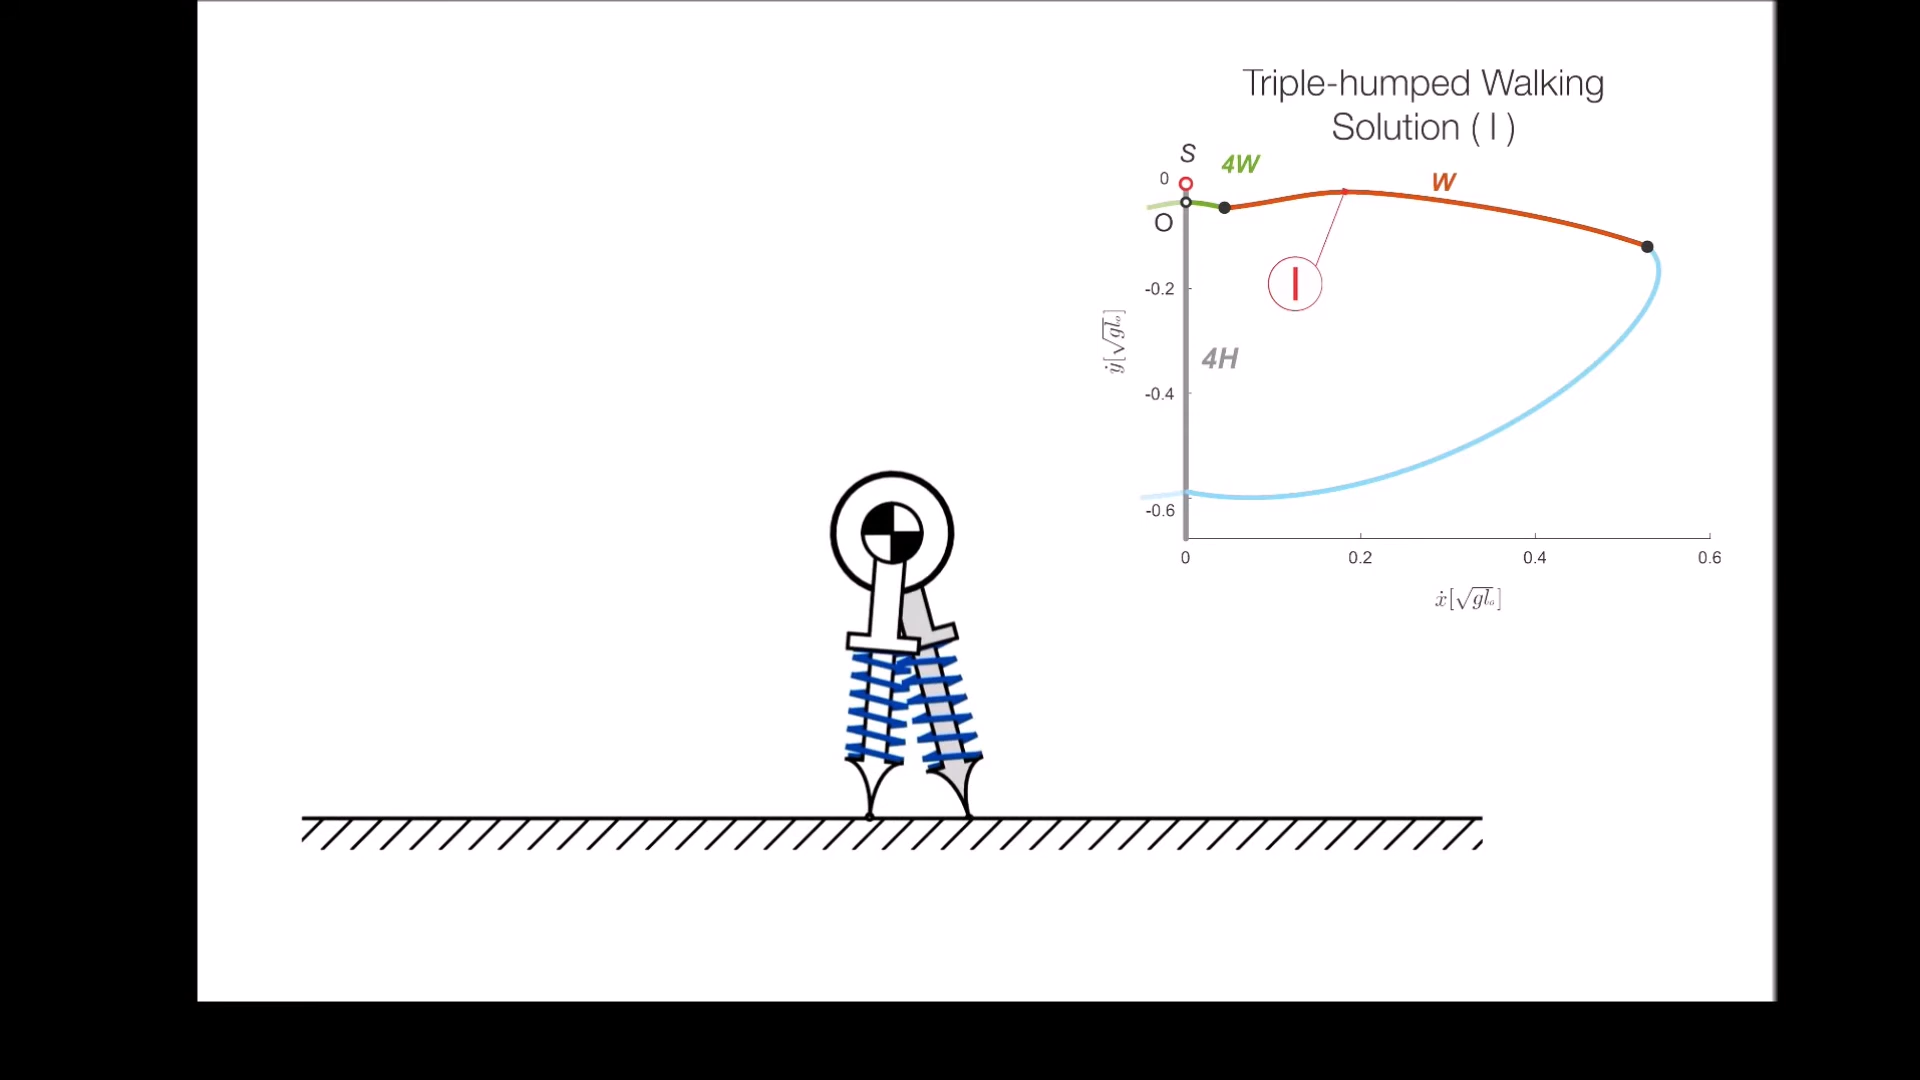 Triple-humped Walking
Solution ( I )
S
4W
0
W
O
I
-0.2
ẏ[√gl₀]
4H
-0.4
-0.6
0
0.2
0.4
0.6
ẋ[√gl₀]